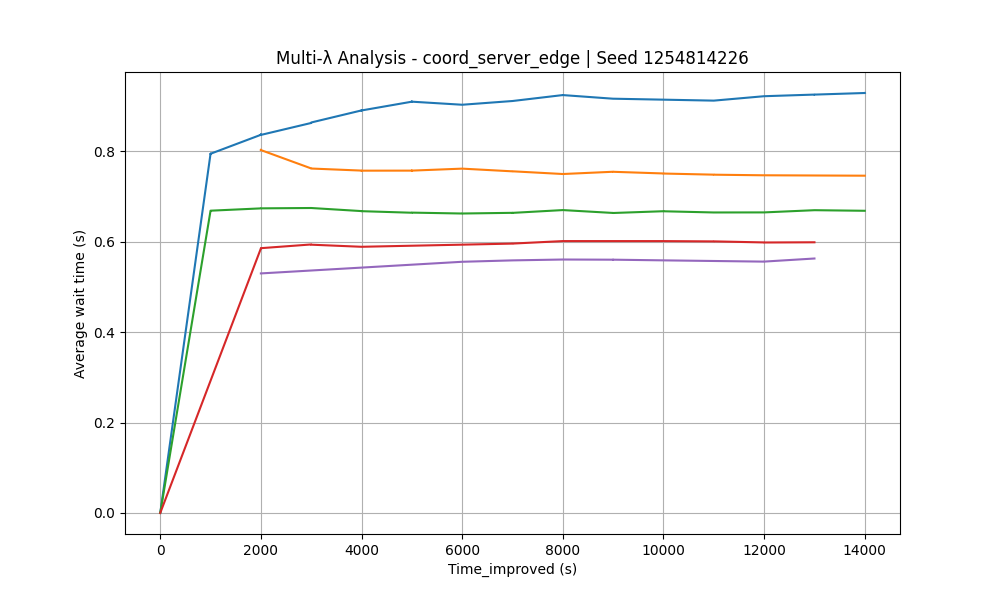 Multi-λ Analysis - coord_server_edge | Seed 1254814226
Average wait time (s)
0.8
0.6
0.4
0.2
0.0
0 2000 4000 6000 8000 10000 12000 14000
Time_improved (s)